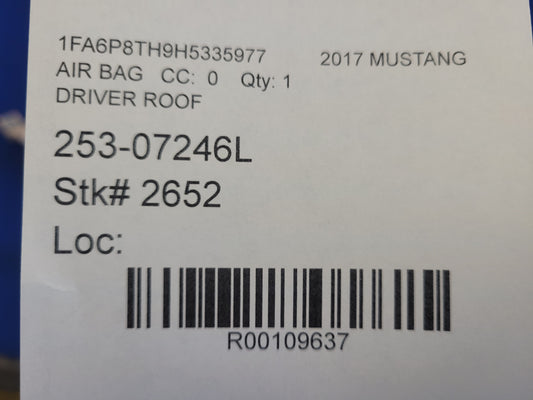 1FA6P8TH9H5335977 2017 MUSTANG
AIR BAG CC: 0 Qty: 1
DRIVER ROOF
253-07246L
Stk# 2652
Loc:
R00109637